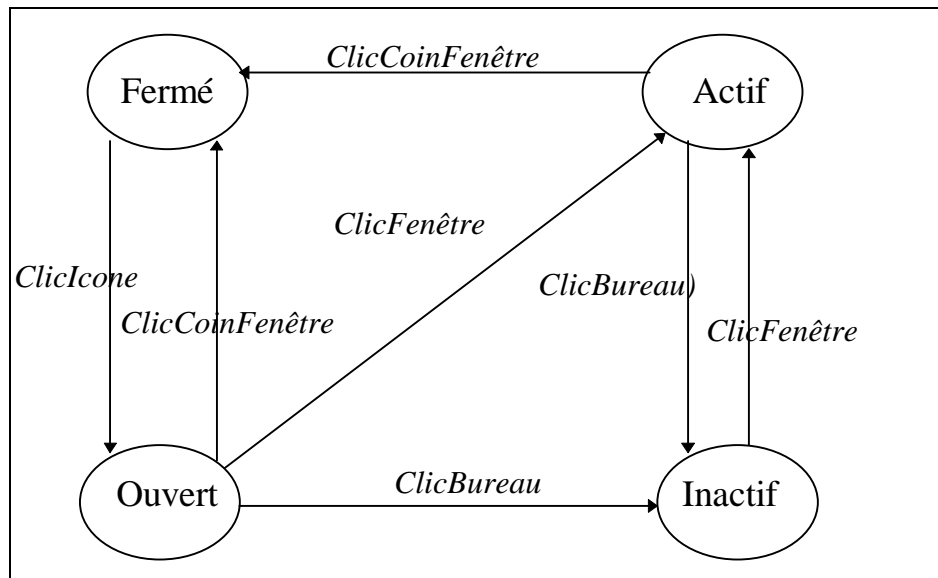 ClicCoinFenêtre
Fermé
Actif
ClicFenêtre
ClicIcone
ClicBureau)
ClicCoinFenêtre
ClicFenêtre
ClicBureau
Ouvert
Inactif